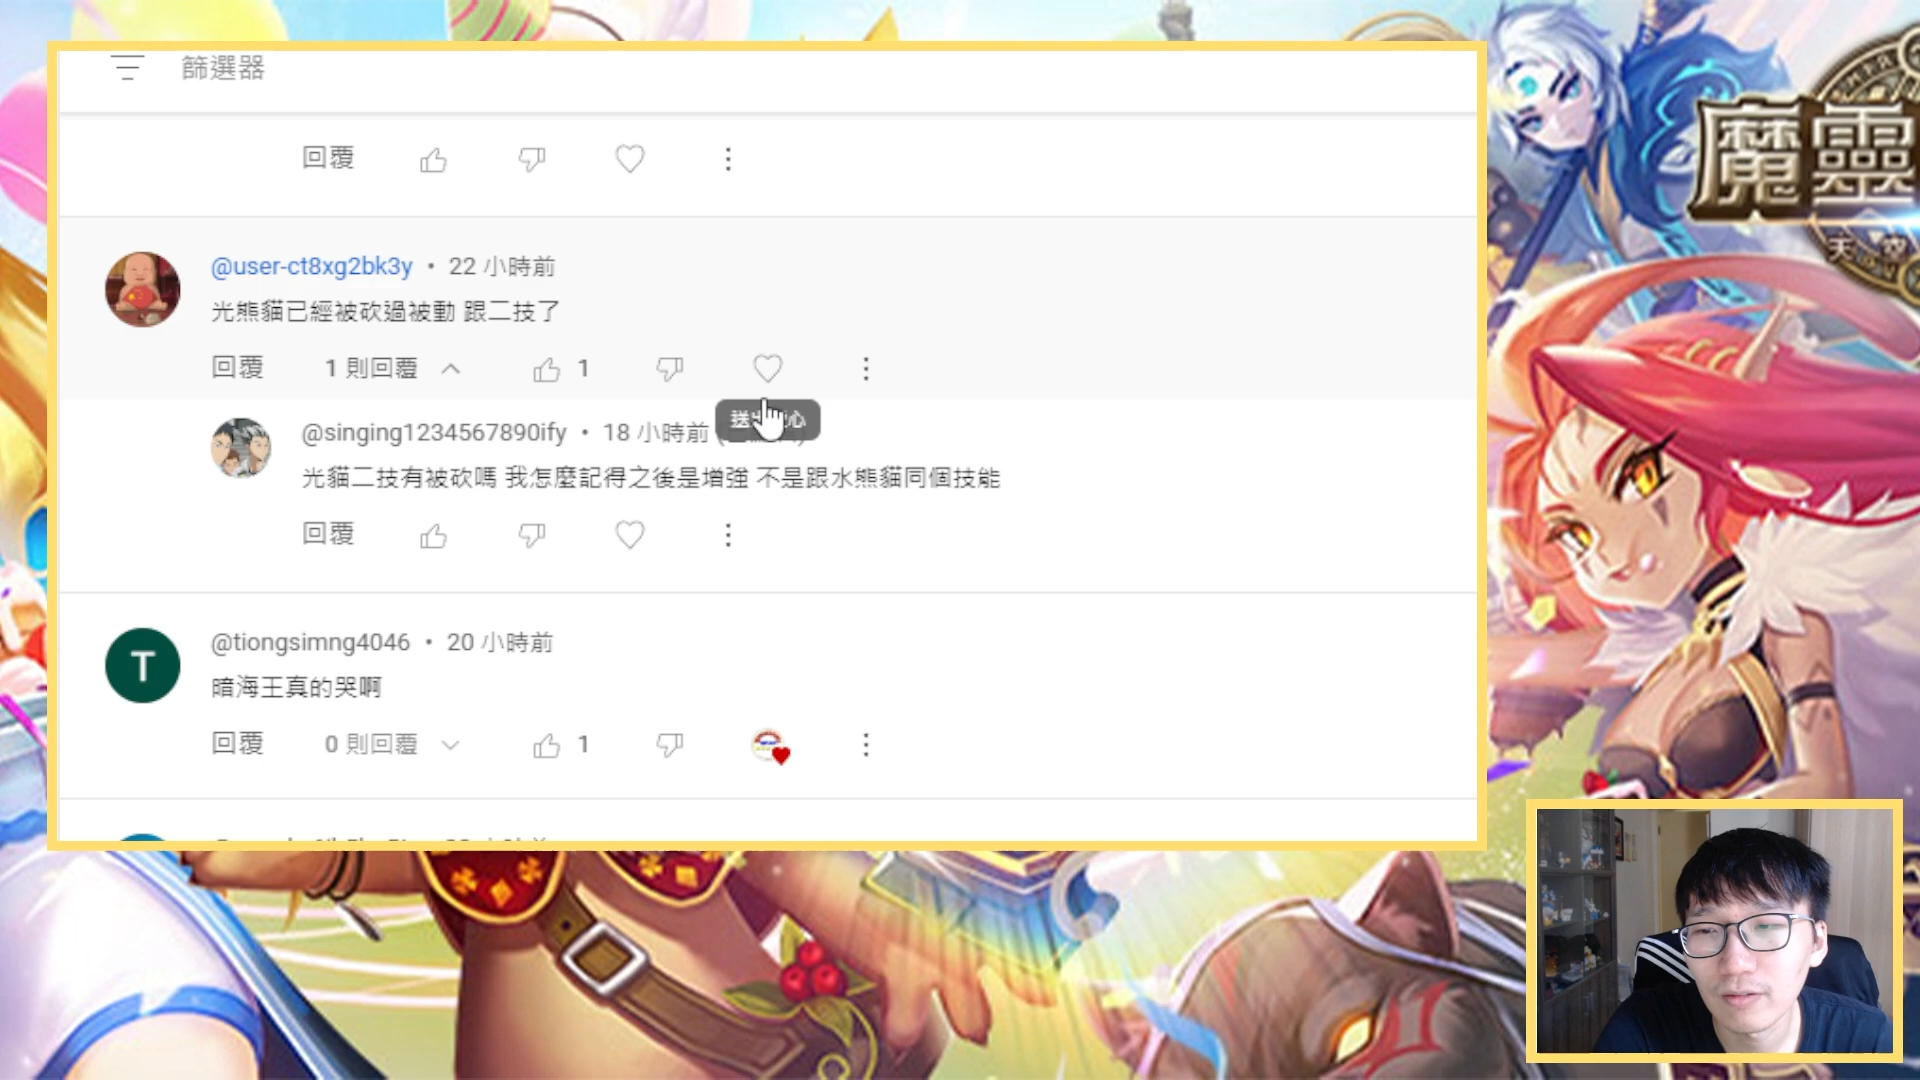 篩選器
回覆
@user-ct8xg2bk3y • 22 小時前
光熊貓已經被砍過被動 跟二技了
回覆 1 則回覆 1
@singing1234567890ify • 18 小時前
光貓二技有被砍嗎 我怎麼記得之後是增強 不是跟水熊貓同個技能
回覆
T
@tiongsimng4046 • 20 小時前
暗海王真的哭啊
回覆 0 則回覆 1
魔靈
天空